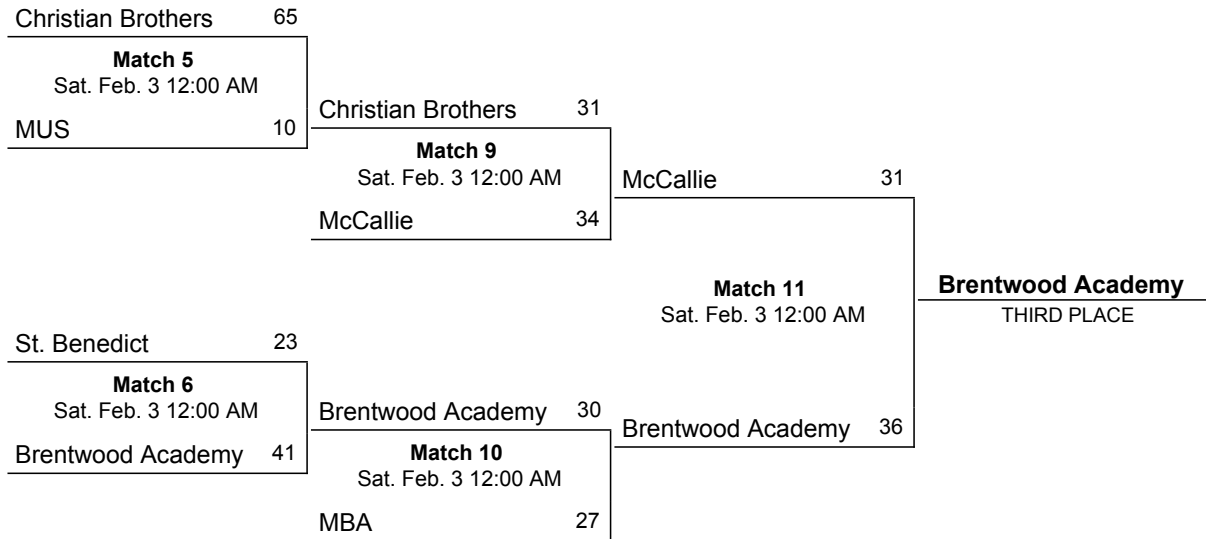 Christian Brothers 65
Match 5
Sat. Feb. 3 12:00 AM
MUS 10
Christian Brothers 31
Match 9
Sat. Feb. 3 12:00 AM
McCallie 34
McCallie 31
Match 11
Sat. Feb. 3 12:00 AM
Brentwood Academy
THIRD PLACE
St. Benedict 23
Match 6
Sat. Feb. 3 12:00 AM
Brentwood Academy 41
Brentwood Academy 30
Match 10
Sat. Feb. 3 12:00 AM
MBA 27
Brentwood Academy 36